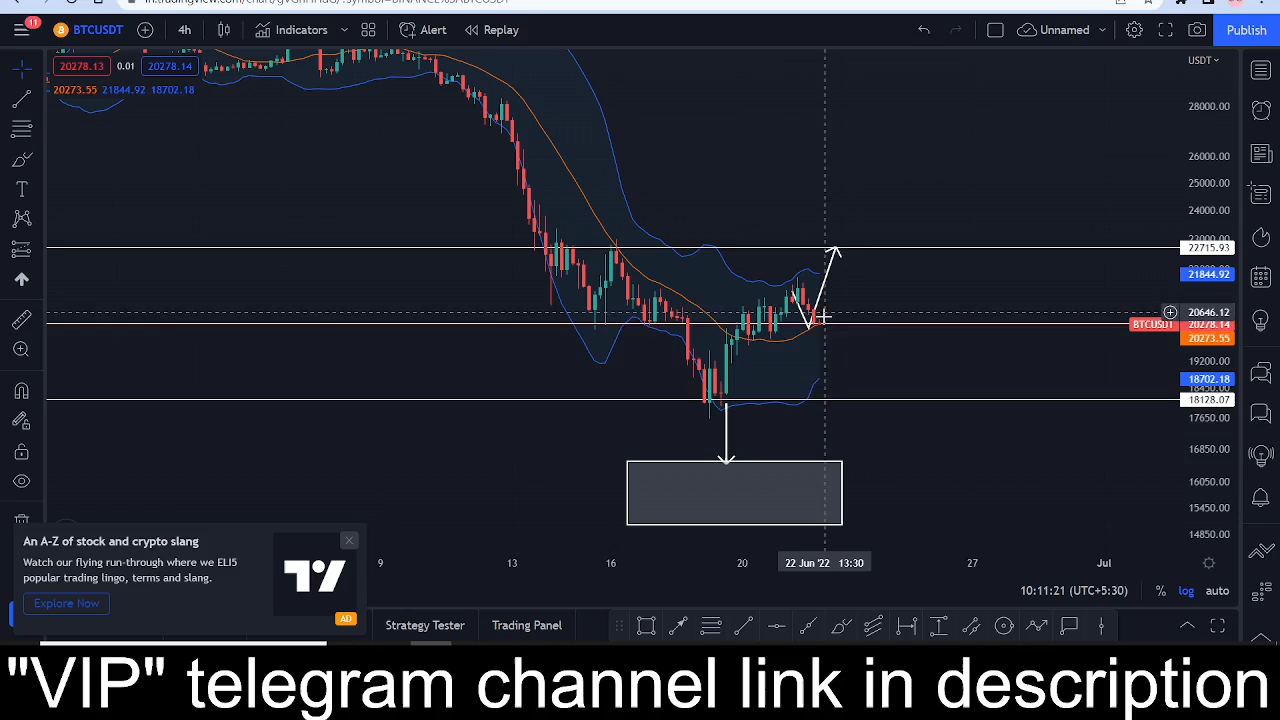 11
BTCUSDT
4h
Indicators
Alert
Replay
Unnamed
Publish
20278.13
0.01
20278.14
20273.55 21844.92 18702.18
USDT
28000.00
26000.00
25000.00
24000.00
22715.93
21844.92
20646.12
BTCUSDT
20278.14
20273.55
19200.00
18702.18
18128.07
17650.00
16850.00
16050.00
15450.00
14850.00
9
13
16
20
22 Jun '22 13:30
27
Jul
An A-Z of stock and crypto slang
Watch our flying run-through where we ELI5
popular trading lingo, terms and slang.
Explore Now
AD
10:11:21 (UTC+5:30)
%
log
auto
Strategy Tester
Trading Panel
"VIP" telegram channel link in description